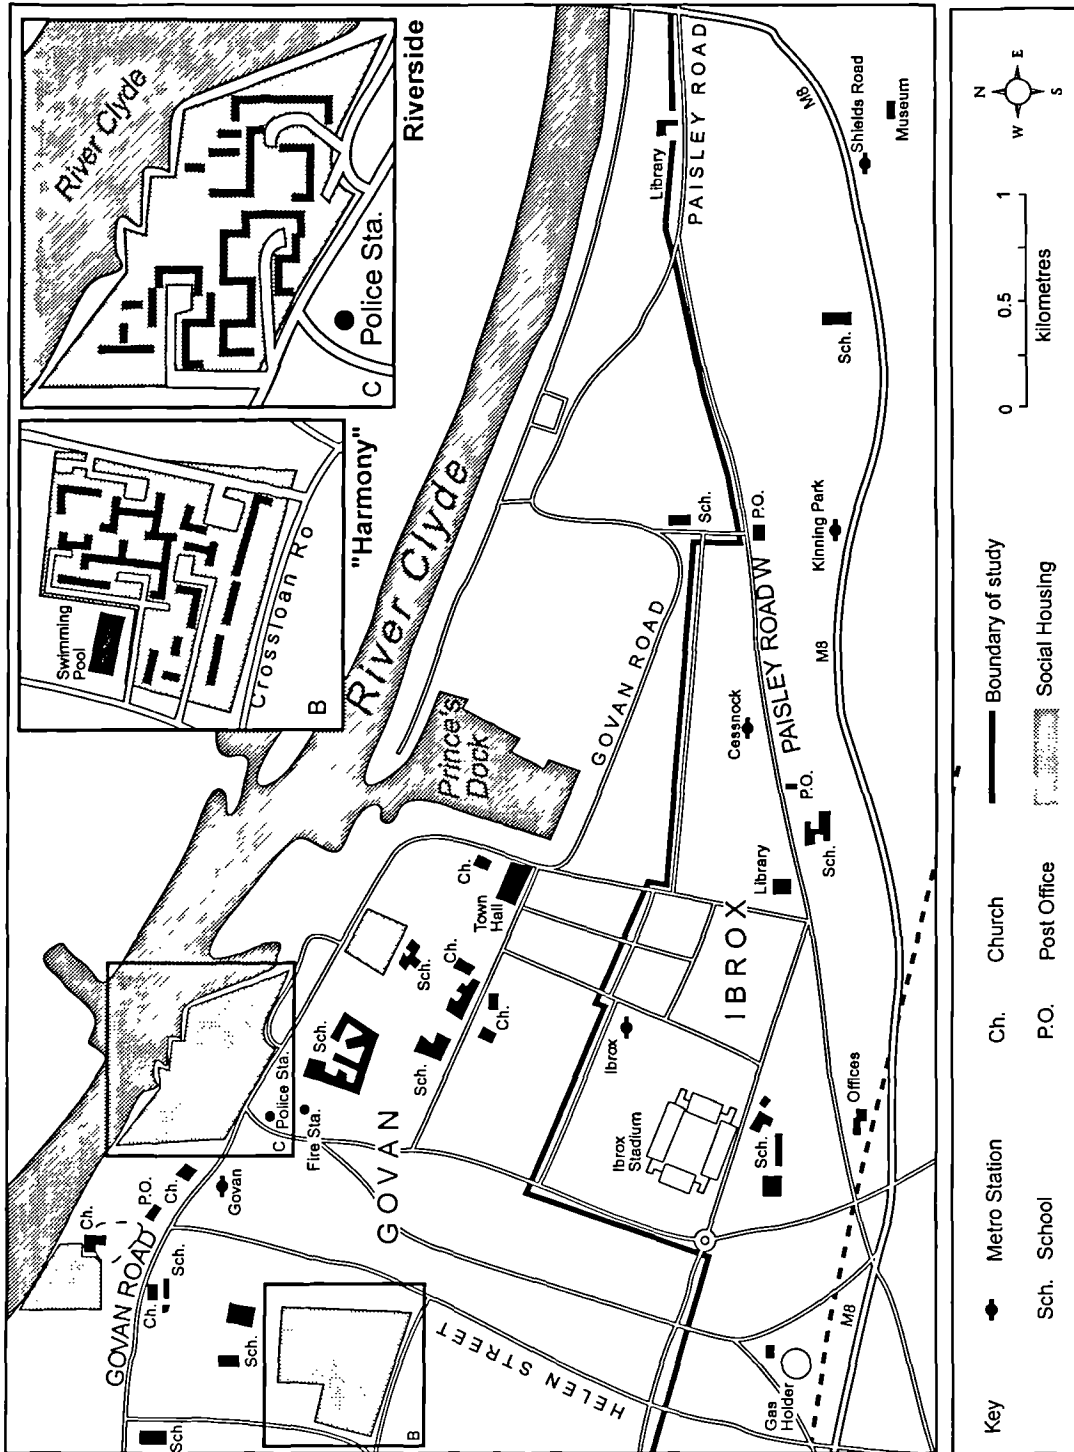 River Clyde
Police Sta.
C
Riverside
Swimming
Pool
Crossloan Ro
B
"Harmony"
River Clyde
Prince's
Dock
GOVAN ROAD
Ch.
P.O.
Ch.
Ch.
Sch.
Sch.
Sch
Govan
C
Police Sta.
Fire Sta.
B
GOVAN
HELEN STREET
Sch.
Sch.
Sch.
Ch.
Ch.
Town
Hall
Ch.
GOVAN ROAD
Sch.
P.O.
Library
PAISLEY ROAD
Ibrox
Ibrox
Stadium
IBROX
Sch.
Offices
Gas
Holder
M8
Library
Sch.
P.O.
Cessnock
PAISLEY ROAD W
M8
Kinning Park
Sch.
M8
Shields Road
Museum
Key
Metro Station
Ch. Church
Boundary of study
Sch. School
P.O. Post Office
Social Housing
0 0.5 1
kilometres
N
W E
S